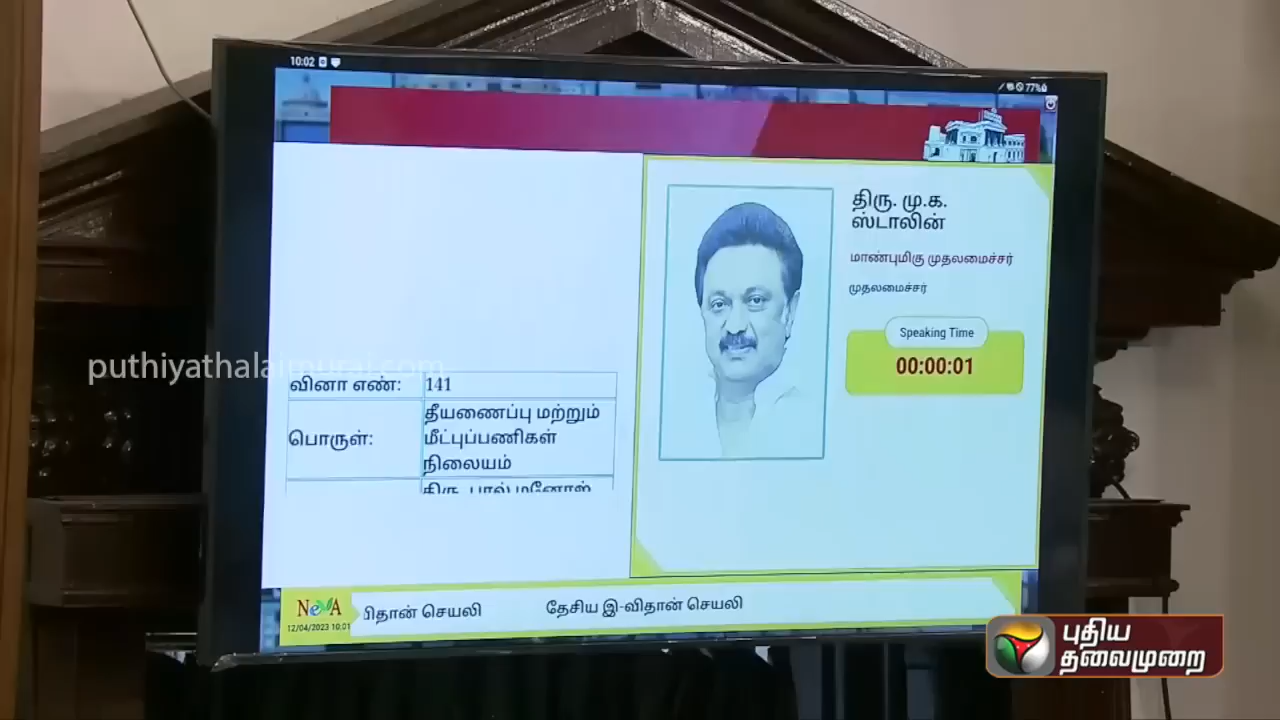 10:02
77%
திரு. மு.க.
ஸ்டாலின்
மாண்புமிகு முதலமைச்சர்
முதலமைச்சர்
Speaking Time
00:00:01
puthiyathalaimurai.com
வினா எண்: 141
பொருள்: தீயணைப்பு மற்றும்
மீட்புப்பணிகள்
நிலையம்
திரு. பால் மனோஜ்
NeVA
12/04/2023 10:01
விதான் செயலி தேசிய இ-விதான் செயலி
புதிய
தலைமுறை